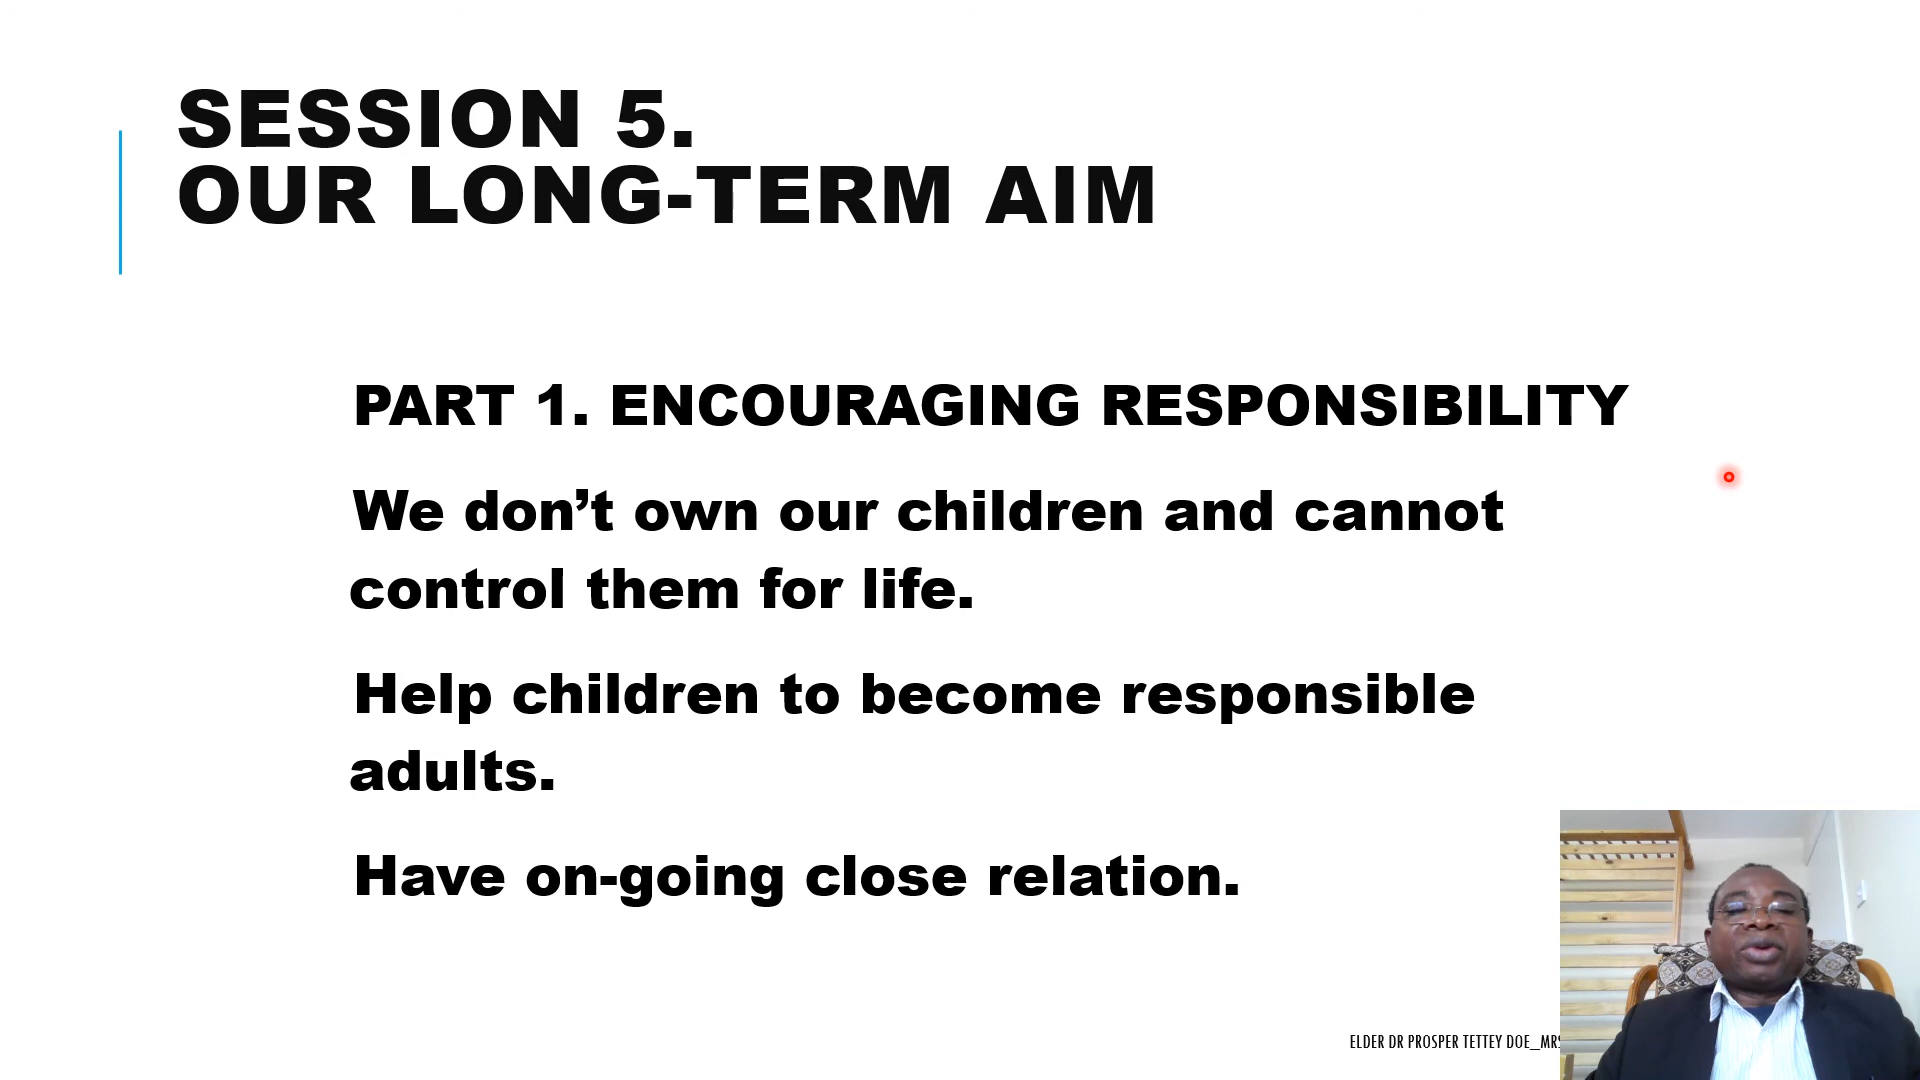 SESSION 5.
OUR LONG-TERM AIM
PART 1. ENCOURAGING RESPONSIBILITY
We don’t own our children and cannot
control them for life.
Help children to become responsible
adults.
Have on-going close relation.
ELDER DR PROSPER TETTEY DOE_MRS